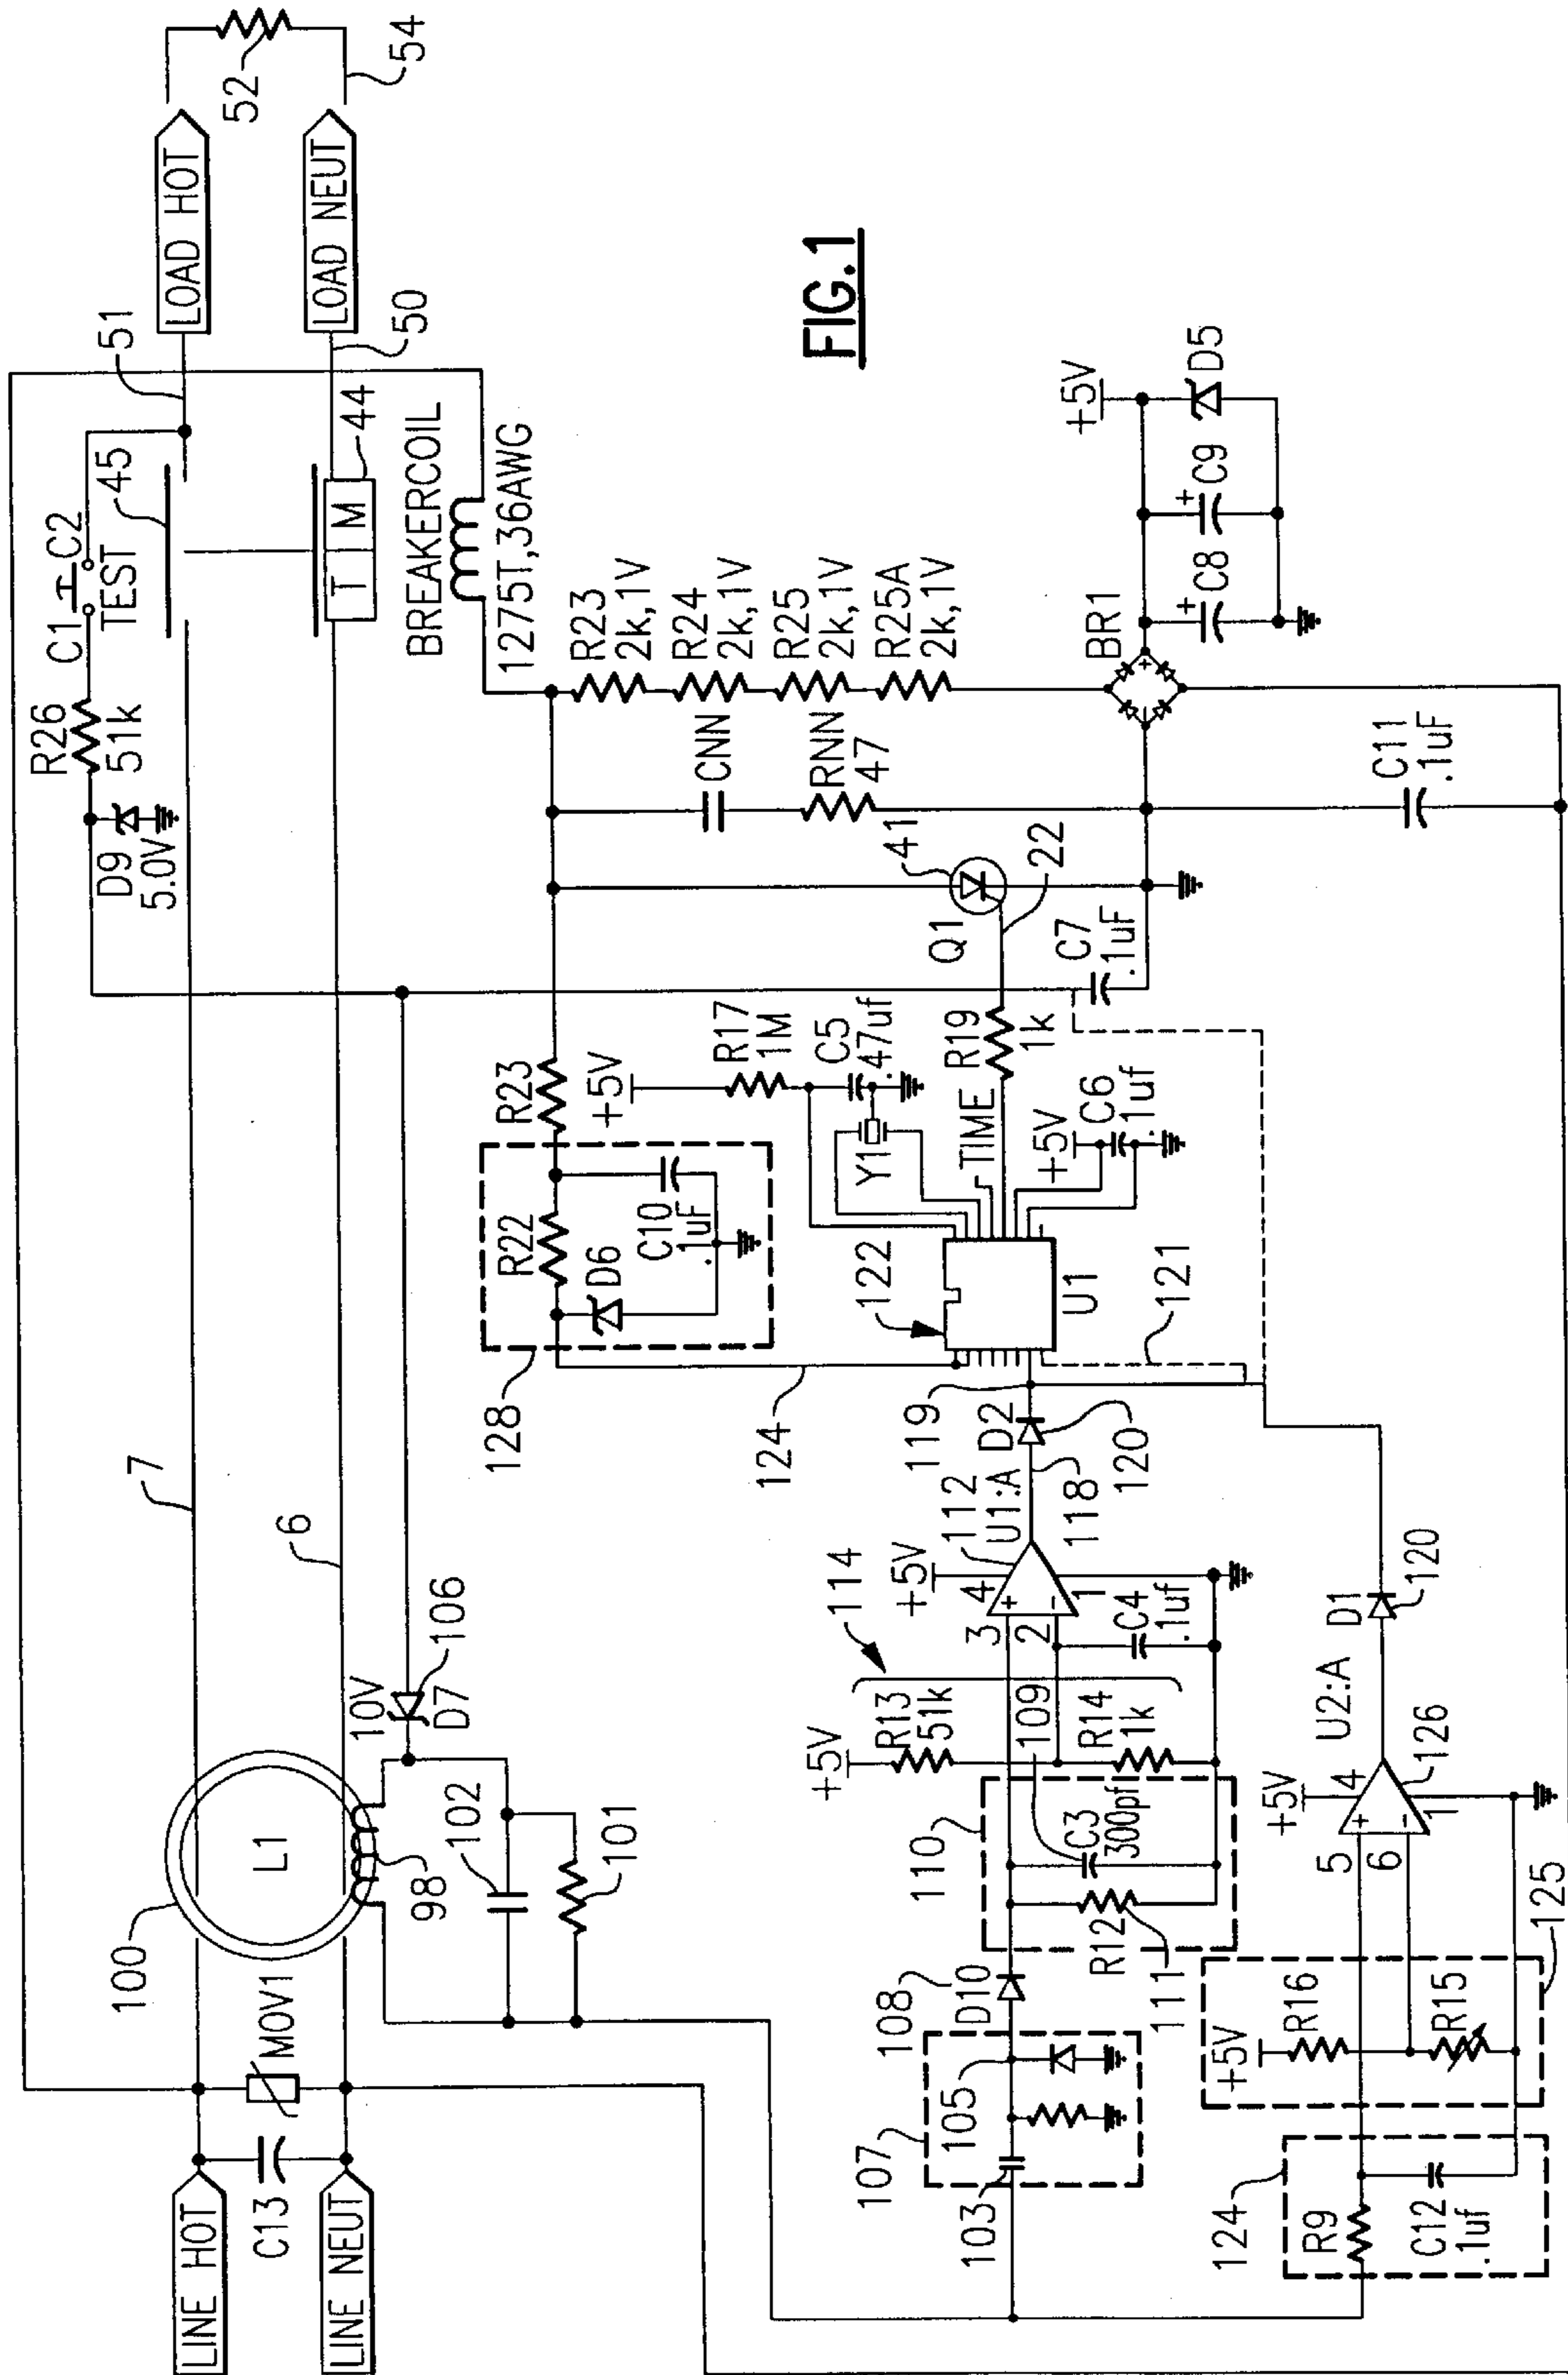 LINE HOT
C13
LINE NEUT
MOV1
100
L1
98
102
101
10V
106
D7
7
6
D9
5.0V
R26
51k
C1
C2
TEST
45
T M
44
51
50
LOAD HOT
LOAD NEUT
52
54
BREAKERCOIL
1275T,36AWG
FIG.1
128
R22
D6
C10
.1uF
R23
124
+5V
R17
1M
C5
.47uf
Y1
TIME
R19
1k
+5V
C6
.1uf
122
U1
121
119
Q1
41
22
C7
.1uF
CNN
RNN
47
R23
2k,1V
R24
2k,1V
R25
2k,1V
R25A
2k,1V
BR1
C11
.1uF
+5V
C8
+
C9
+
D5
107
103
105
108
D10
110
R12
111
C3
300pf
109
+5V
R13
51k
R14
1k
114
+5V
3
2
4
1
+
-
C4
.1uf
112
U1:A
118
D2
120
124
R9
C12
.1uf
+5V
R16
R15
125
+5V
5
6
4
1
+
-
126
U2:A
D1
120